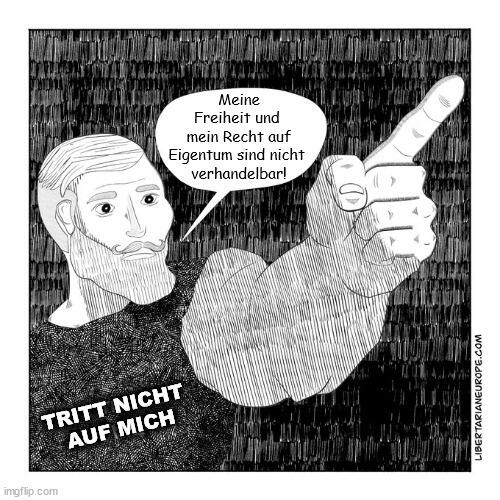 Meine
Freiheit und
mein Recht auf
Eigentum sind nicht
verhandelbar!
TRITT NICHT
AUF MICH
LIBERTARIANEUROPE.COM
imgflip.com